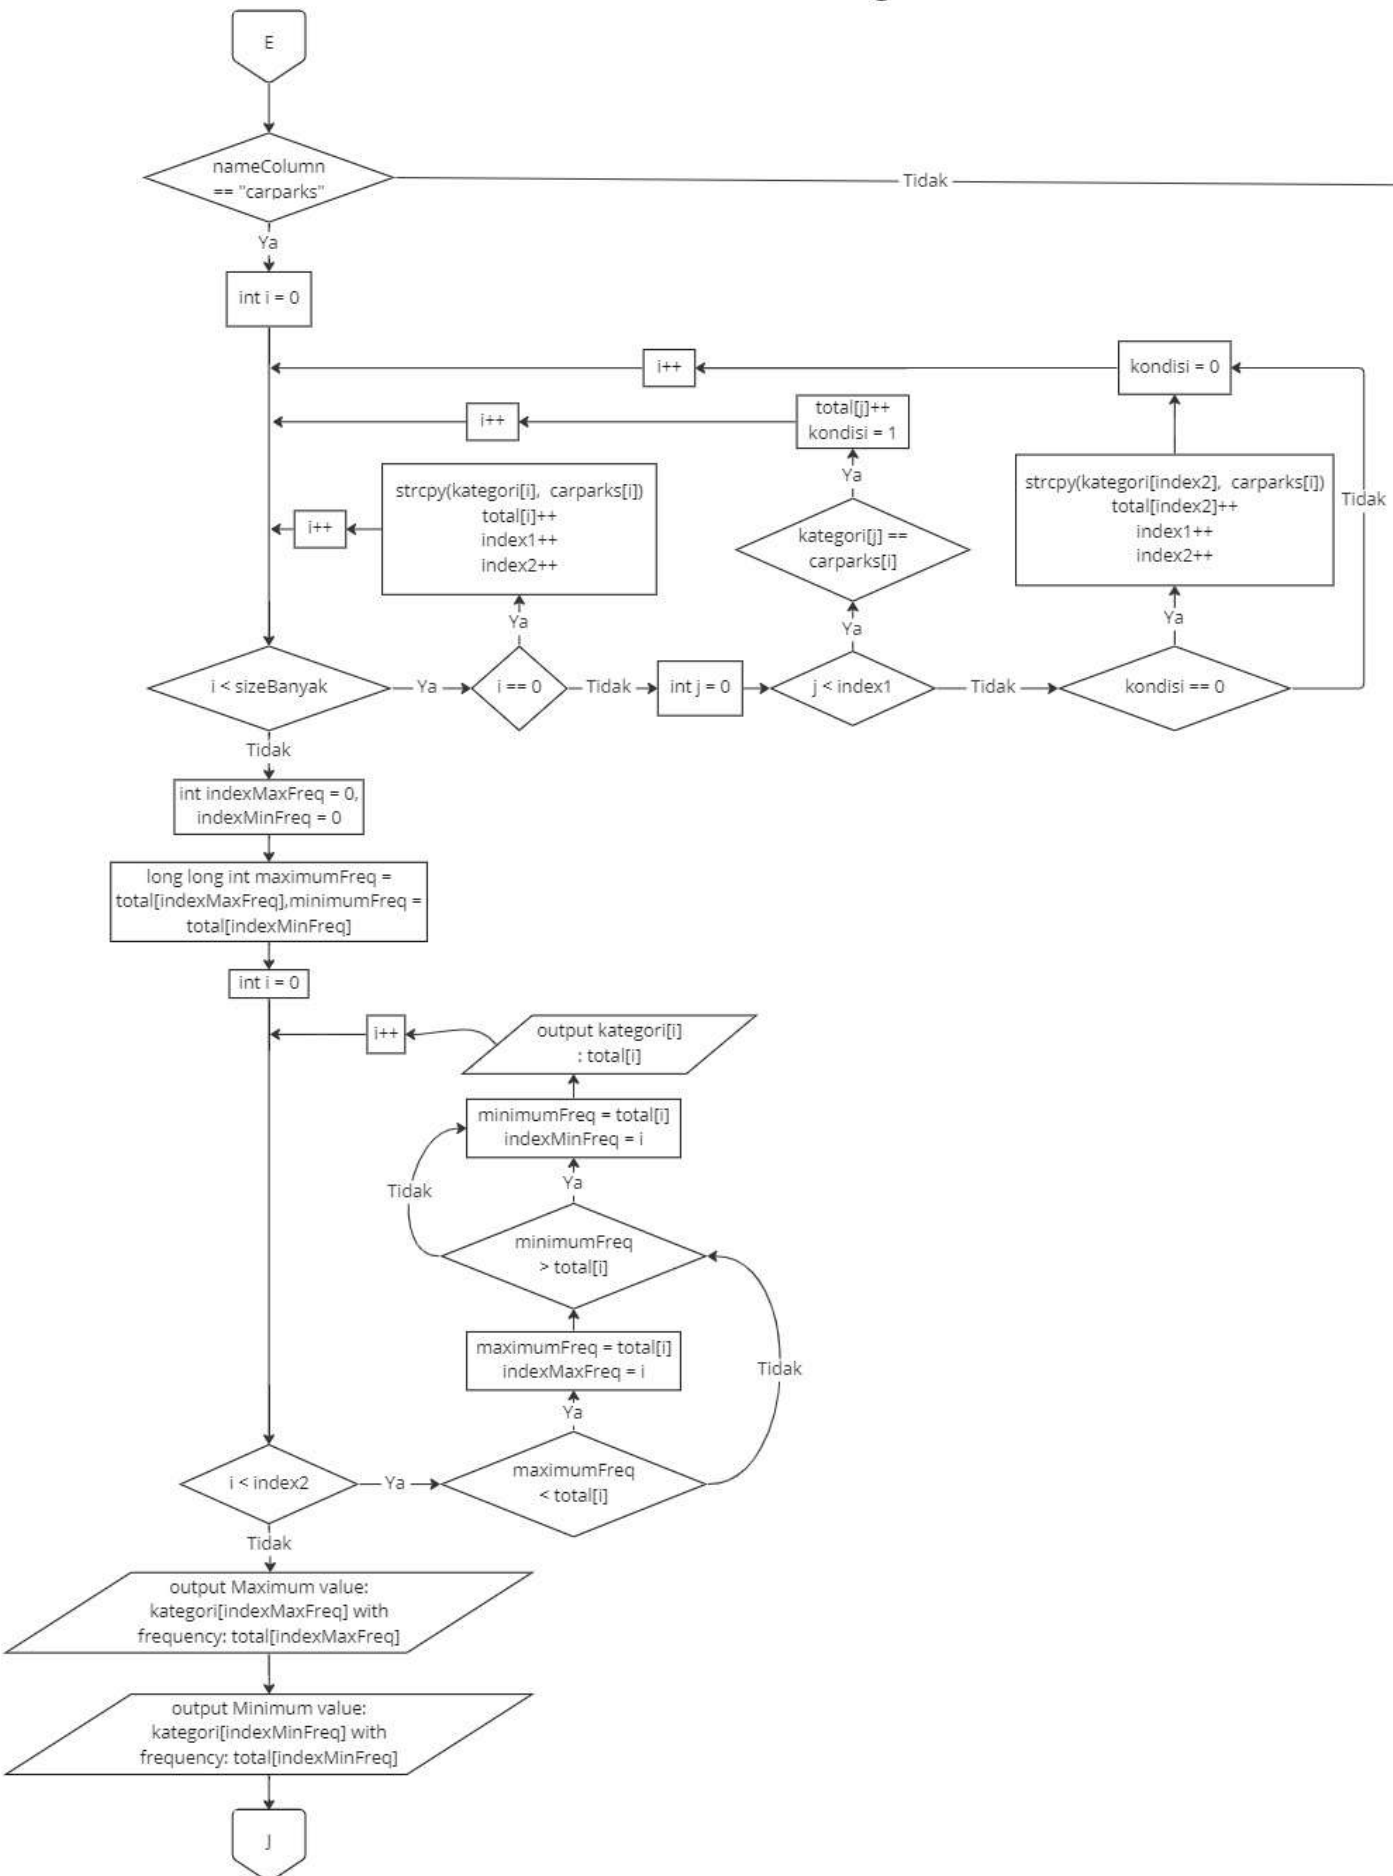 E
nameColumn
== "carparks"
Tidak
Ya
int i = 0
i++
kondisi = 0
i++
total[j]++
kondisi = 1
Ya
strcpy(kategori[i], carparks[i])
total[i]++
index1++
index2++
i++
kategori[j] ==
carparks[i]
strcpy(kategori[index2], carparks[i])
total[index2]++
index1++
index2++
Tidak
Ya
Ya
Ya
i < sizeBanyak
Ya
i == 0
Tidak
int j = 0
j < index1
Tidak
kondisi == 0
Tidak
int indexMaxFreq = 0,
indexMinFreq = 0
long long int maximumFreq =
total[indexMaxFreq],minimumFreq =
total[indexMinFreq]
int i = 0
i++
output kategori[i]
: total[i]
minimumFreq = total[i]
indexMinFreq = i
Ya
Tidak
minimumFreq
> total[i]
maximumFreq = total[i]
indexMaxFreq = i
Tidak
Ya
i < index2
Ya
maximumFreq
< total[i]
Tidak
output Maximum value:
kategori[indexMaxFreq] with
frequency: total[indexMaxFreq]
output Minimum value:
kategori[indexMinFreq] with
frequency: total[indexMinFreq]
J